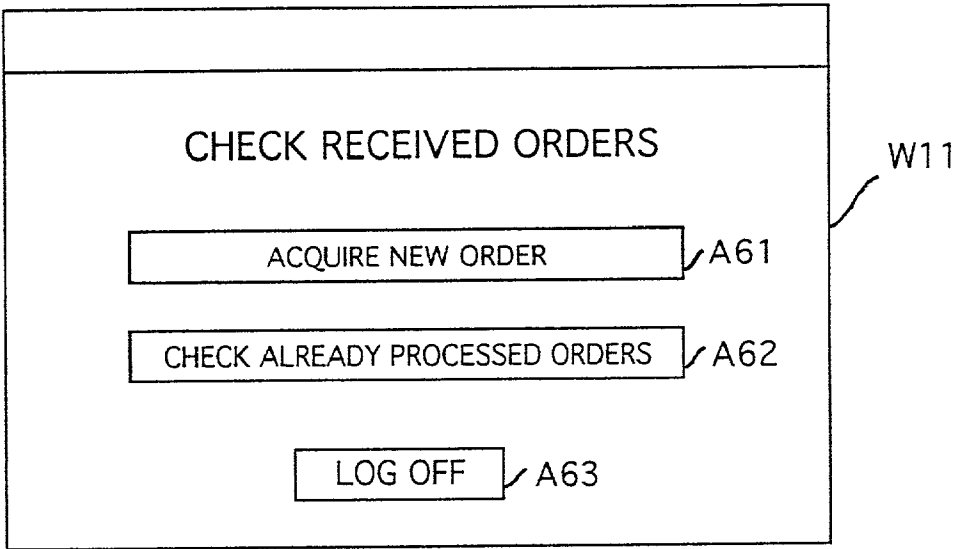 CHECK RECEIVED ORDERS
W11
ACQUIRE NEW ORDER
A61
CHECK ALREADY PROCESSED ORDERS
A62
LOG OFF
A63